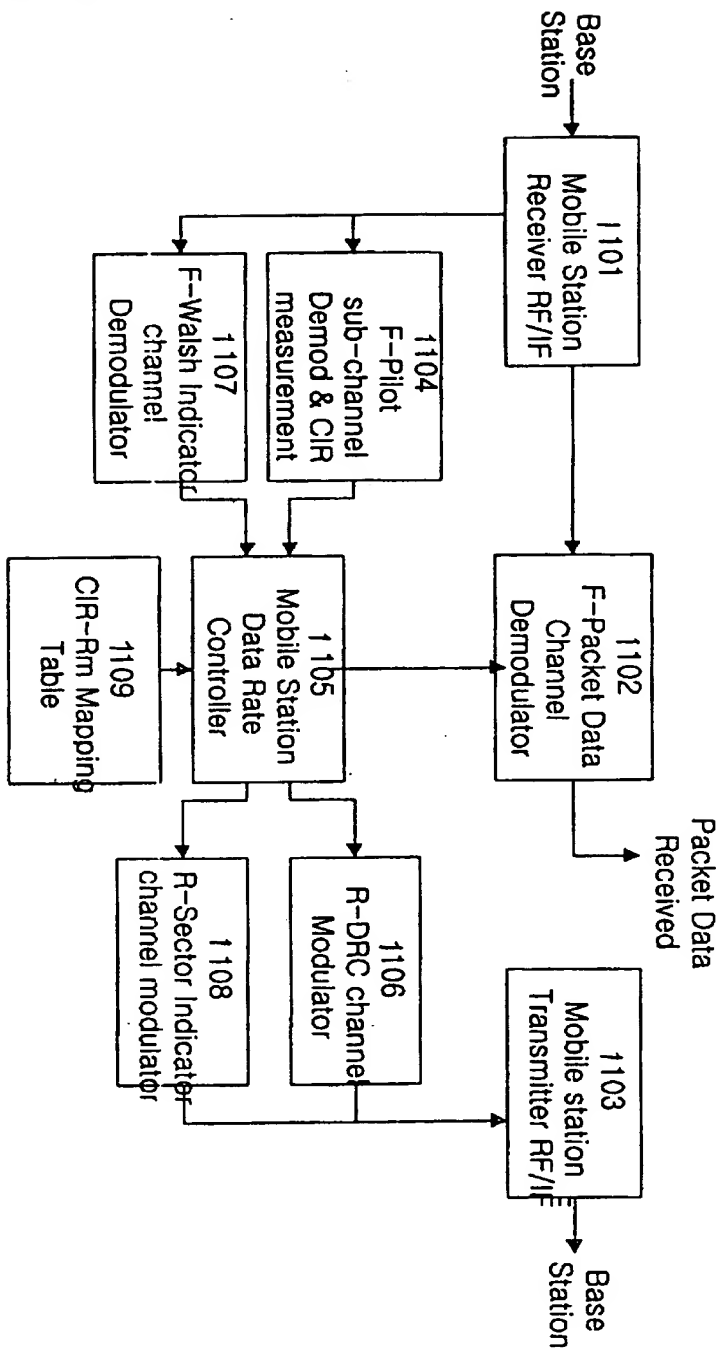 Base
Station
1101
Mobile Station
Receiver RF/IF
1104
F-Pilot
sub-channel
Demod & CIR
measurement
1107
F-Walsh Indicator
channel
Demodulator
Packet Data
Received
1102
F-Packet Data
Channel
Demodulator
1105
Mobile Station
Data Rate
Controller
1109
CIR-Rm Mapping
Table
1103
Mobile station
Transmitter RF/IF
1106
R-DRC channel
Modulator
1108
R-Sector Indicator
channel modulator
Base
Station